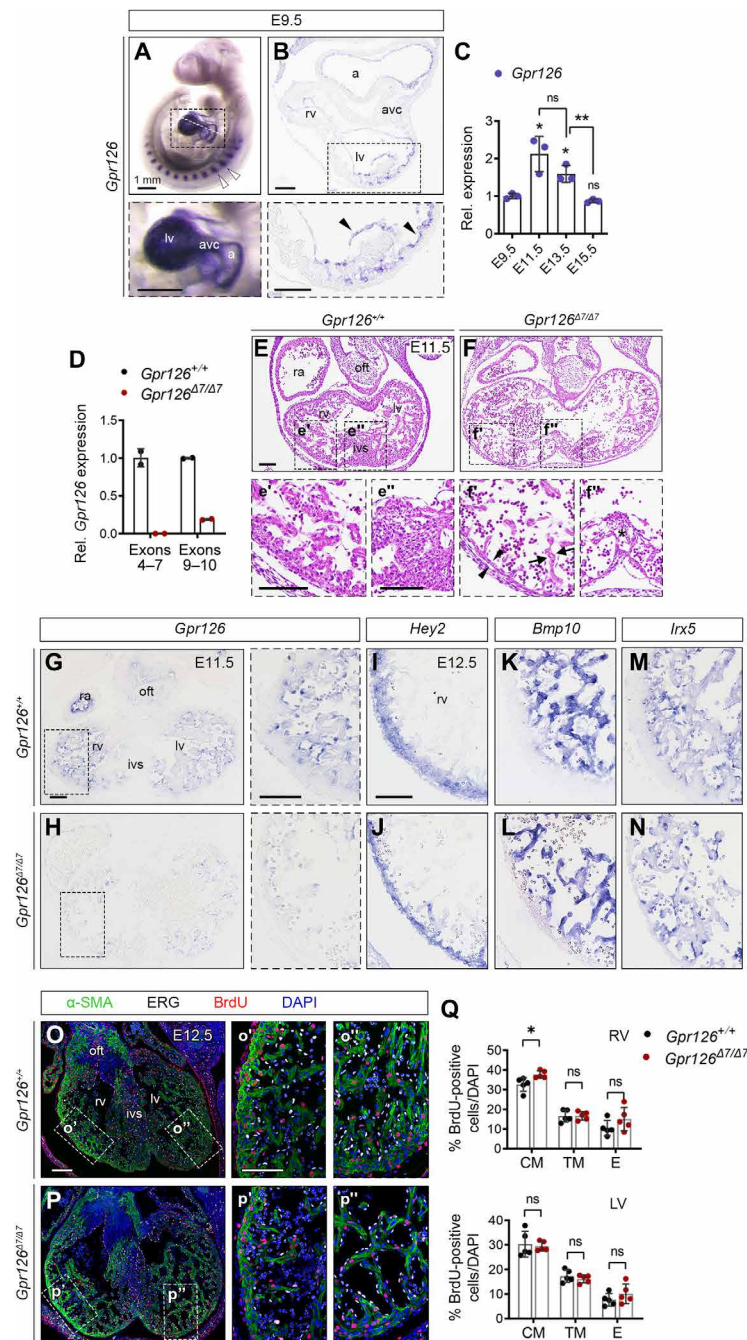 E9.5
Gpr126
A
1 mm
B
a
rv
avc
lv
lv
avc
a
C
Gpr126
ns
**
*
*
ns
Rel. expression
3
2
1
0
E9.5
E11.5
E13.5
E15.5
D
Gpr126+/+
Gpr126Δ7/Δ7
Rel. Gpr126 expression
1.5
1.0
0.5
0.0
Exons
4–7
Exons
9–10
Gpr126+/+
Gpr126Δ7/Δ7
E
E11.5
ra
oft
rv
lv
e'
e''
ivs
F
f'
f''
e'
e''
f'
f''
*
Gpr126
Hey2
Bmp10
Irx5
Gpr126+/+
G
E11.5
ra
oft
rv
lv
ivs
I
E12.5
rv
K
M
Gpr126Δ7/Δ7
H
J
L
N
α-SMA
ERG
BrdU
DAPI
Gpr126+/+
O
E12.5
oft
rv
lv
ivs
o'
o''
o'
o''
Gpr126Δ7/Δ7
P
p'
p''
p'
p''
Q
RV
Gpr126+/+
Gpr126Δ7/Δ7
*
ns
ns
% BrdU-positive
cells/DAPI
50
40
30
20
10
0
CM
TM
E
LV
ns
ns
ns
% BrdU-positive
cells/DAPI
40
30
20
10
0
CM
TM
E